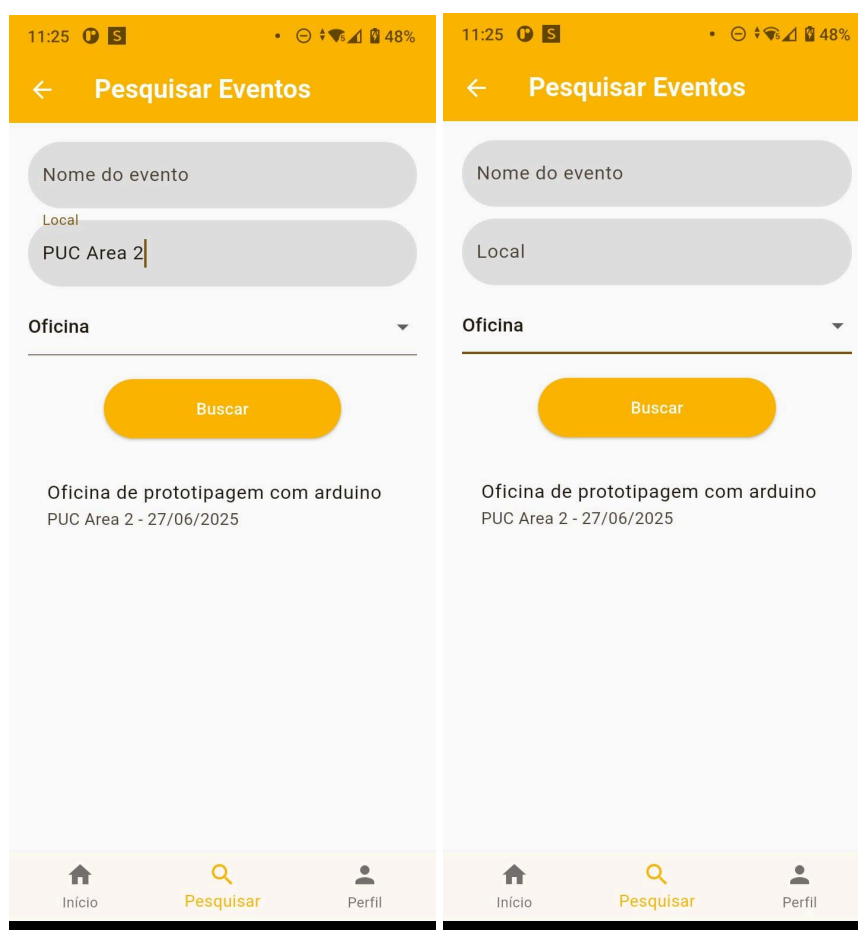 11:25 S 48%
Pesquisar Eventos
Nome do evento
Local
PUC Area 2
Oficina
Buscar
Oficina de prototipagem com arduino
PUC Area 2 - 27/06/2025
Início Pesquisar Perfil
11:25 S 48%
Pesquisar Eventos
Nome do evento
Local
Oficina
Buscar
Oficina de prototipagem com arduino
PUC Area 2 - 27/06/2025
Início Pesquisar Perfil